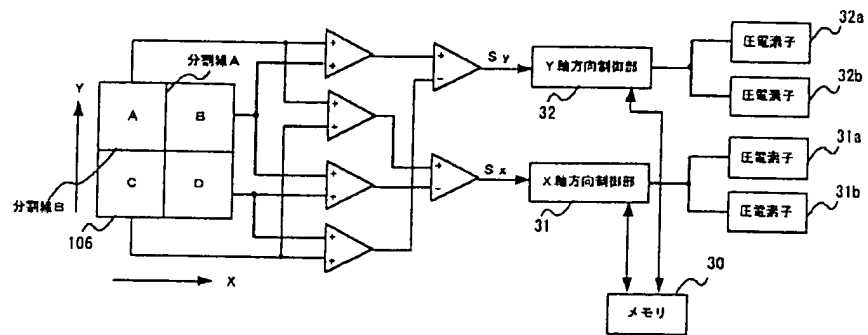 32a
圧電素子
分割線A
+
+
+
-
Sy
Y軸方向制御部
Y
A
B
+
+
32
圧電素子
32b
31a
C
D
+
+
+
-
Sx
X軸方向制御部
圧電素子
分割線B
106
+
+
31
圧電素子
31b
X
30
メモリ